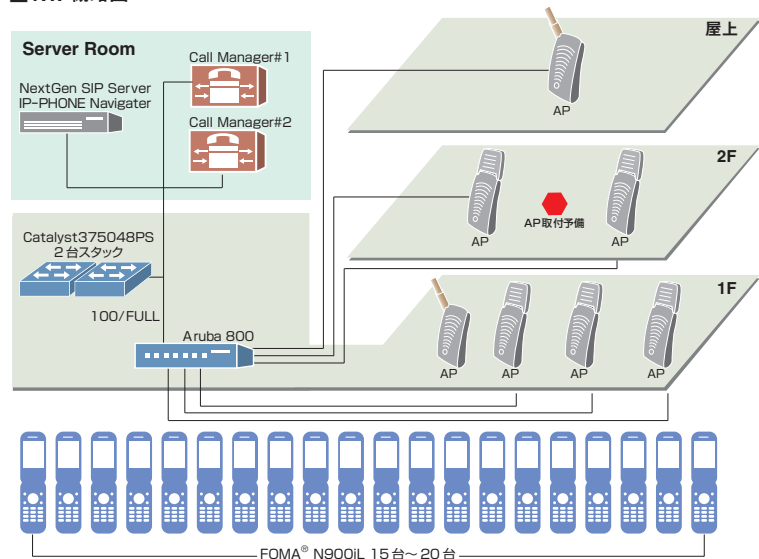 Server Room
Call Manager#1
NextGen SIP Server
IP-PHONE Navigater
Call Manager#2
屋上
AP
2F
AP取付予備
AP
AP
Catalyst375048PS
2台スタック
100/FULL
Aruba 800
1F
AP
AP
AP
AP
FOMA® N900iL 15台～20台